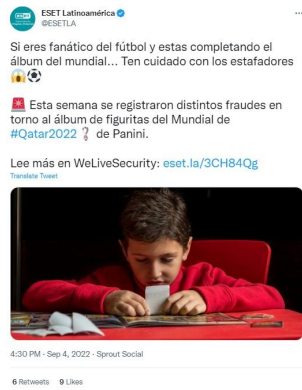 ESET Latinoamérica
@ESETLA
Si eres fanático del fútbol y estas completando el
álbum del mundial... Ten cuidado con los estafadores
Esta semana se registraron distintos fraudes en
torno al álbum de figuritas del Mundial de
#Qatar2022 de Panini.
Lee más en WeLiveSecurity: eset.la/3CH84Qg
Translate Tweet
4:30 PM · Sep 4, 2022 · Sprout Social
6 Retweets 9 Likes